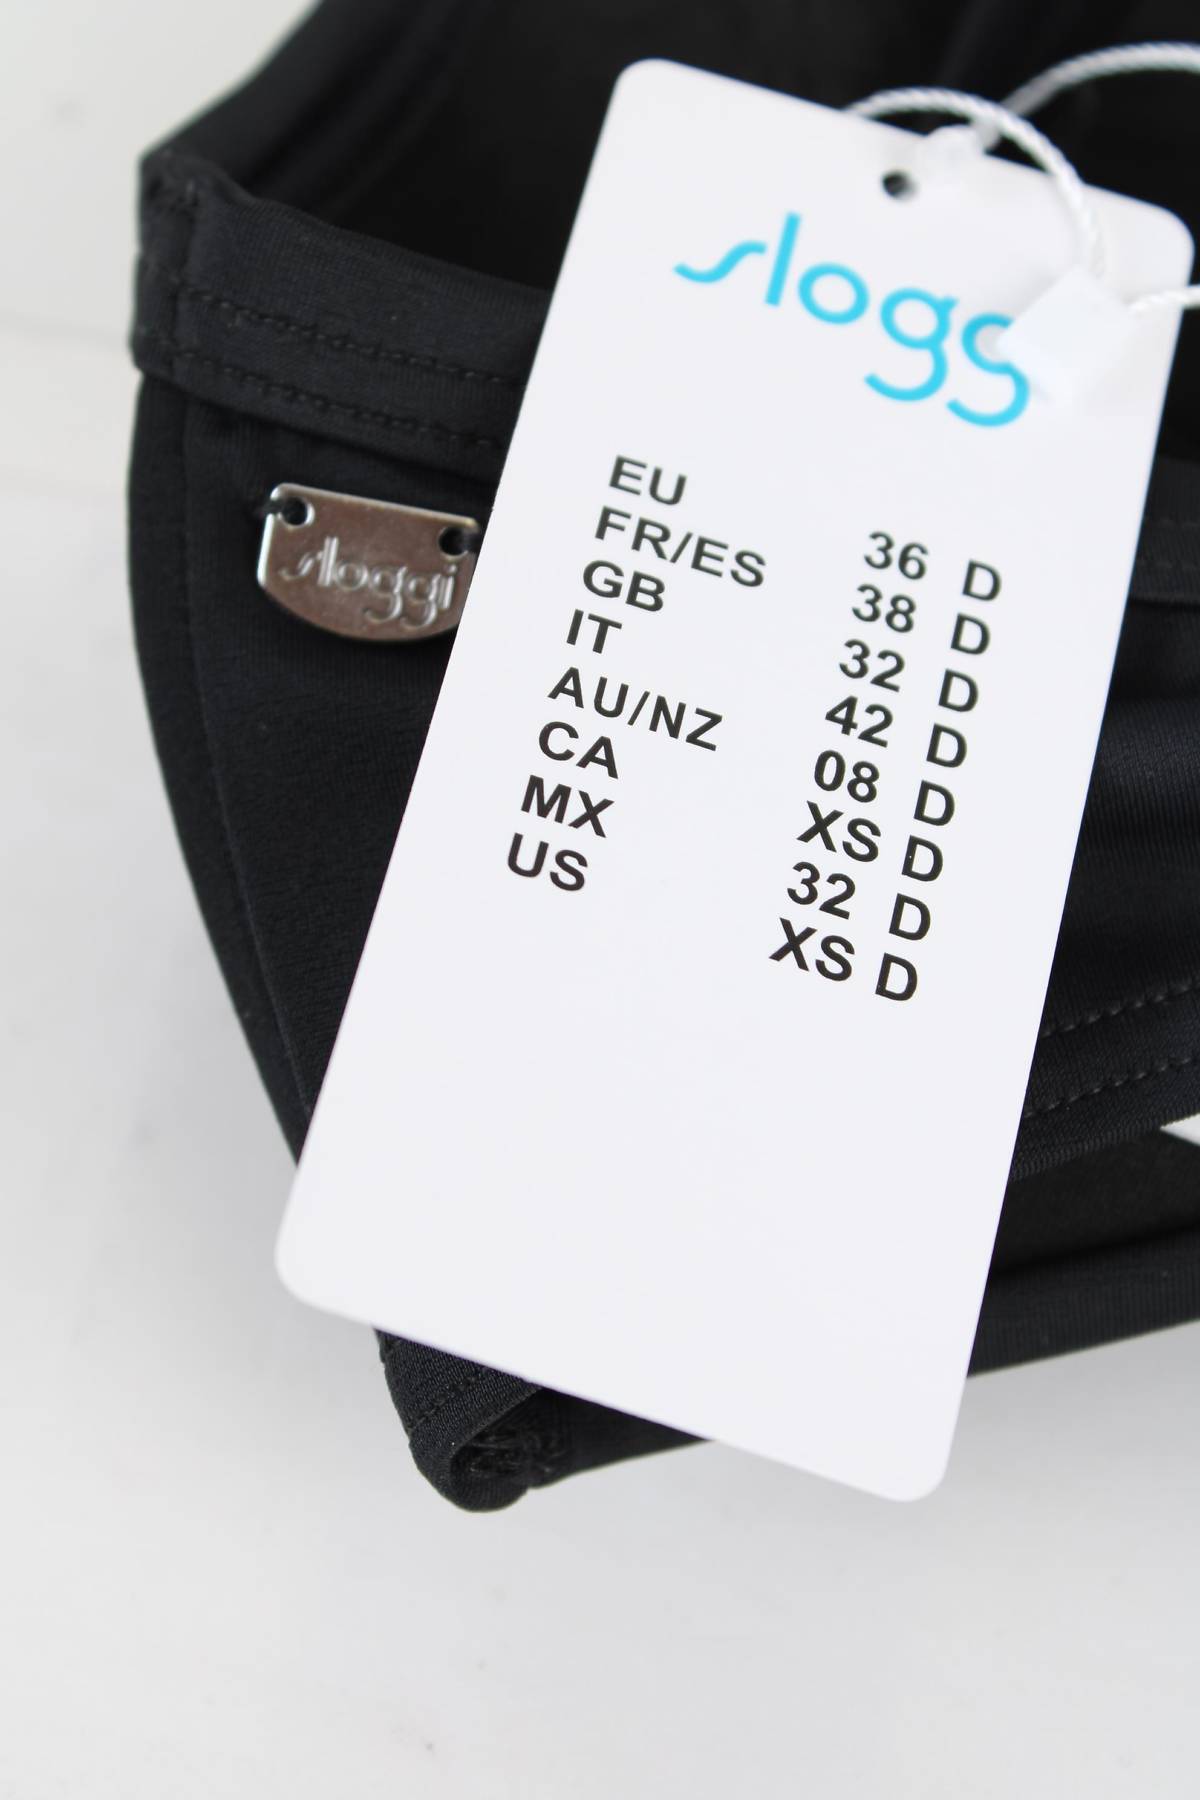 slogg
sloggi
EU 36 D
FR/ES 38 D
GB 32 D
IT 42 D
AU/NZ 08 D
CA XS D
MX 32 D
US XS D